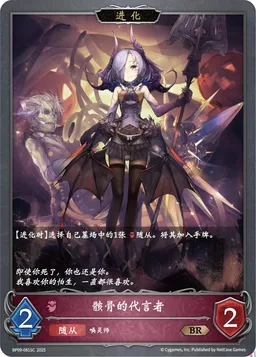 进化
【进化时】选择自己墓场中的1张 随从。将其加入手牌。
即使你死了，你也还是你。
我喜欢你的怕生，一直都很喜欢。
骸骨的代言者
2
随从
唤灵师
BR
2
BP09-081SC 2025
© Cygames, Inc. Published by NetEase Games